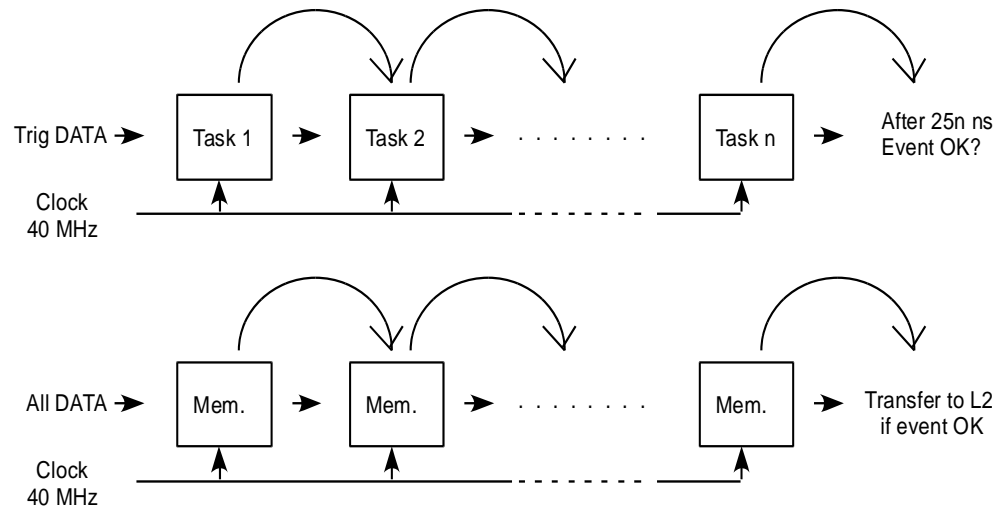 Trig DATA
Task 1
Task 2
. . . . . . . .
Task n
After 25n ns
Event OK?
Clock
40 MHz
All DATA
Mem.
Mem.
. . . . . . . .
Mem.
Transfer to L2
if event OK
Clock
40 MHz